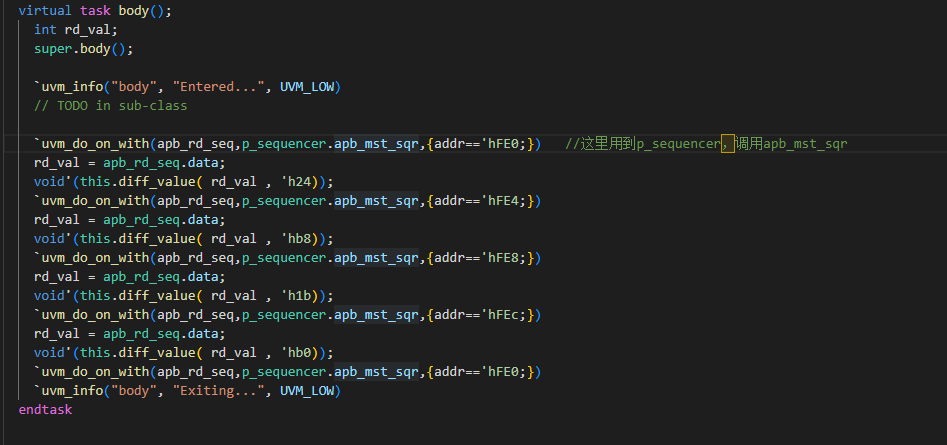 virtual task body();
int rd_val;
super.body();
`uvm_info("body", "Entered...", UVM_LOW)
// TODO in sub-class
`uvm_do_on_with(apb_rd_seq,p_sequencer.apb_mst_sqr,{addr=='hFE0;})   //这里用到p_sequencer，调用apb_mst_sqr
rd_val = apb_rd_seq.data;
void'(this.diff_value( rd_val , 'h24));
`uvm_do_on_with(apb_rd_seq,p_sequencer.apb_mst_sqr,{addr=='hFE4;})
rd_val = apb_rd_seq.data;
void'(this.diff_value( rd_val , 'hb8));
`uvm_do_on_with(apb_rd_seq,p_sequencer.apb_mst_sqr,{addr=='hFE8;})
rd_val = apb_rd_seq.data;
void'(this.diff_value( rd_val , 'h1b));
`uvm_do_on_with(apb_rd_seq,p_sequencer.apb_mst_sqr,{addr=='hFEc;})
rd_val = apb_rd_seq.data;
void'(this.diff_value( rd_val , 'hb0));
`uvm_do_on_with(apb_rd_seq,p_sequencer.apb_mst_sqr,{addr=='hFE0;})
`uvm_info("body", "Exiting...", UVM_LOW)
endtask